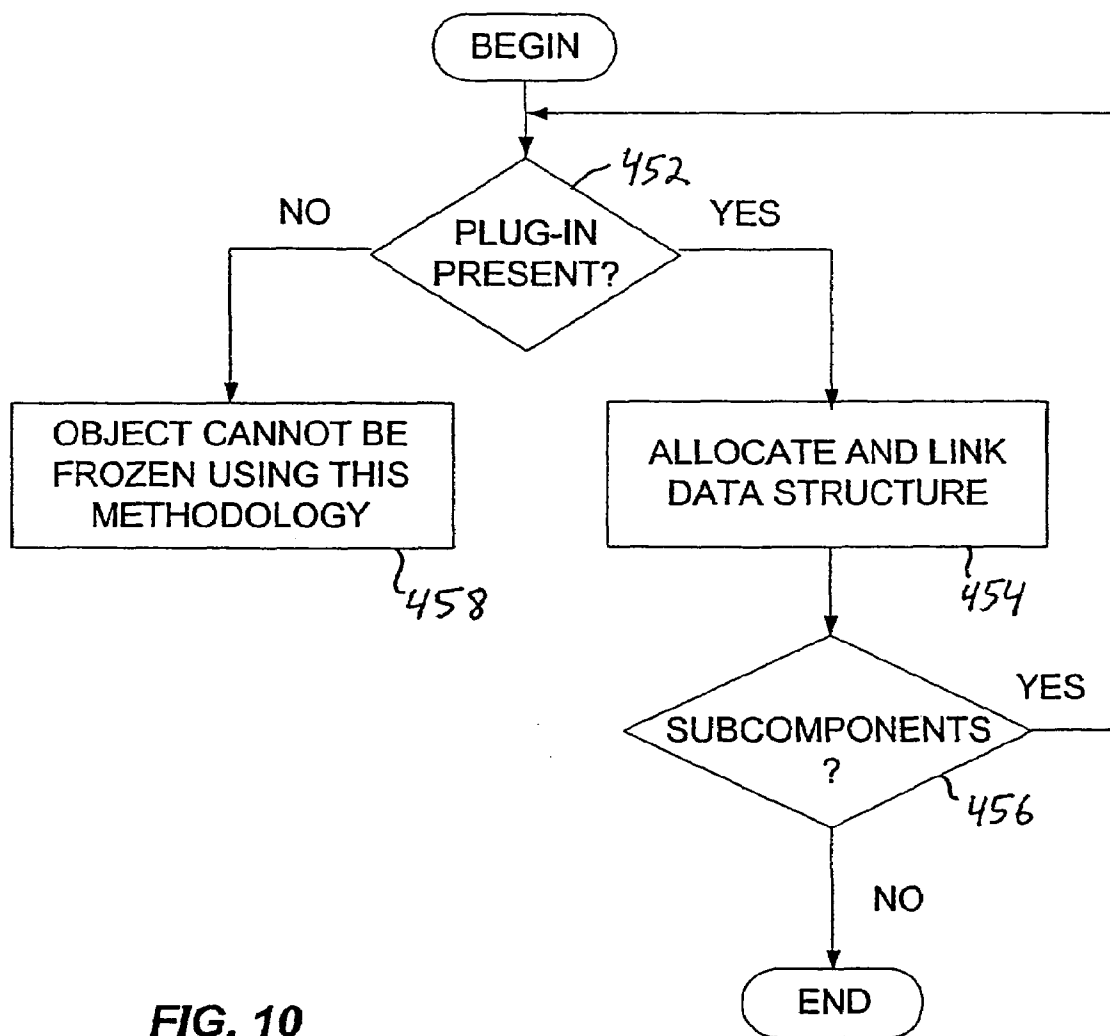 BEGIN
452
NO
YES
PLUG-IN
PRESENT?
OBJECT CANNOT BE
FROZEN USING THIS
METHODOLOGY
458
ALLOCATE AND LINK
DATA STRUCTURE
454
YES
SUBCOMPONENTS
?
456
NO
END
FIG. 10